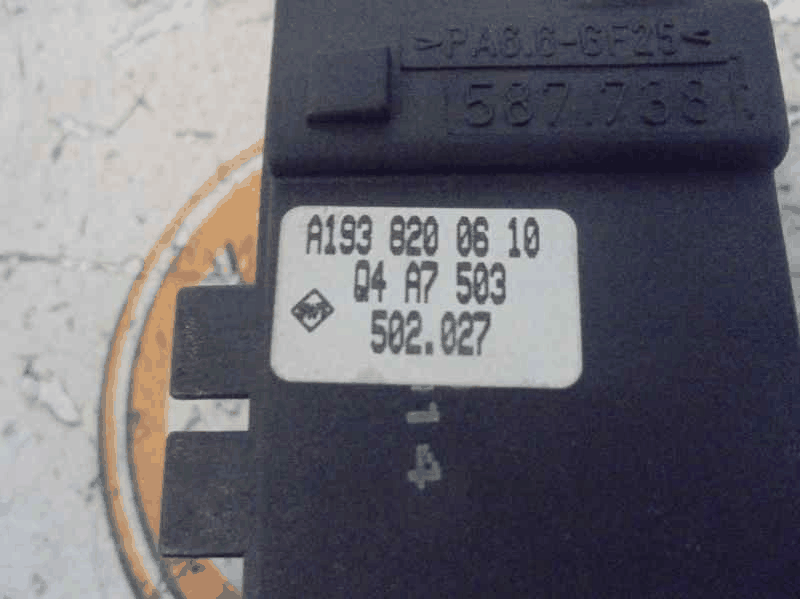 >PA6.6-GF25<
587.738
A193 820 06 10
Q4 A7 503
502.027